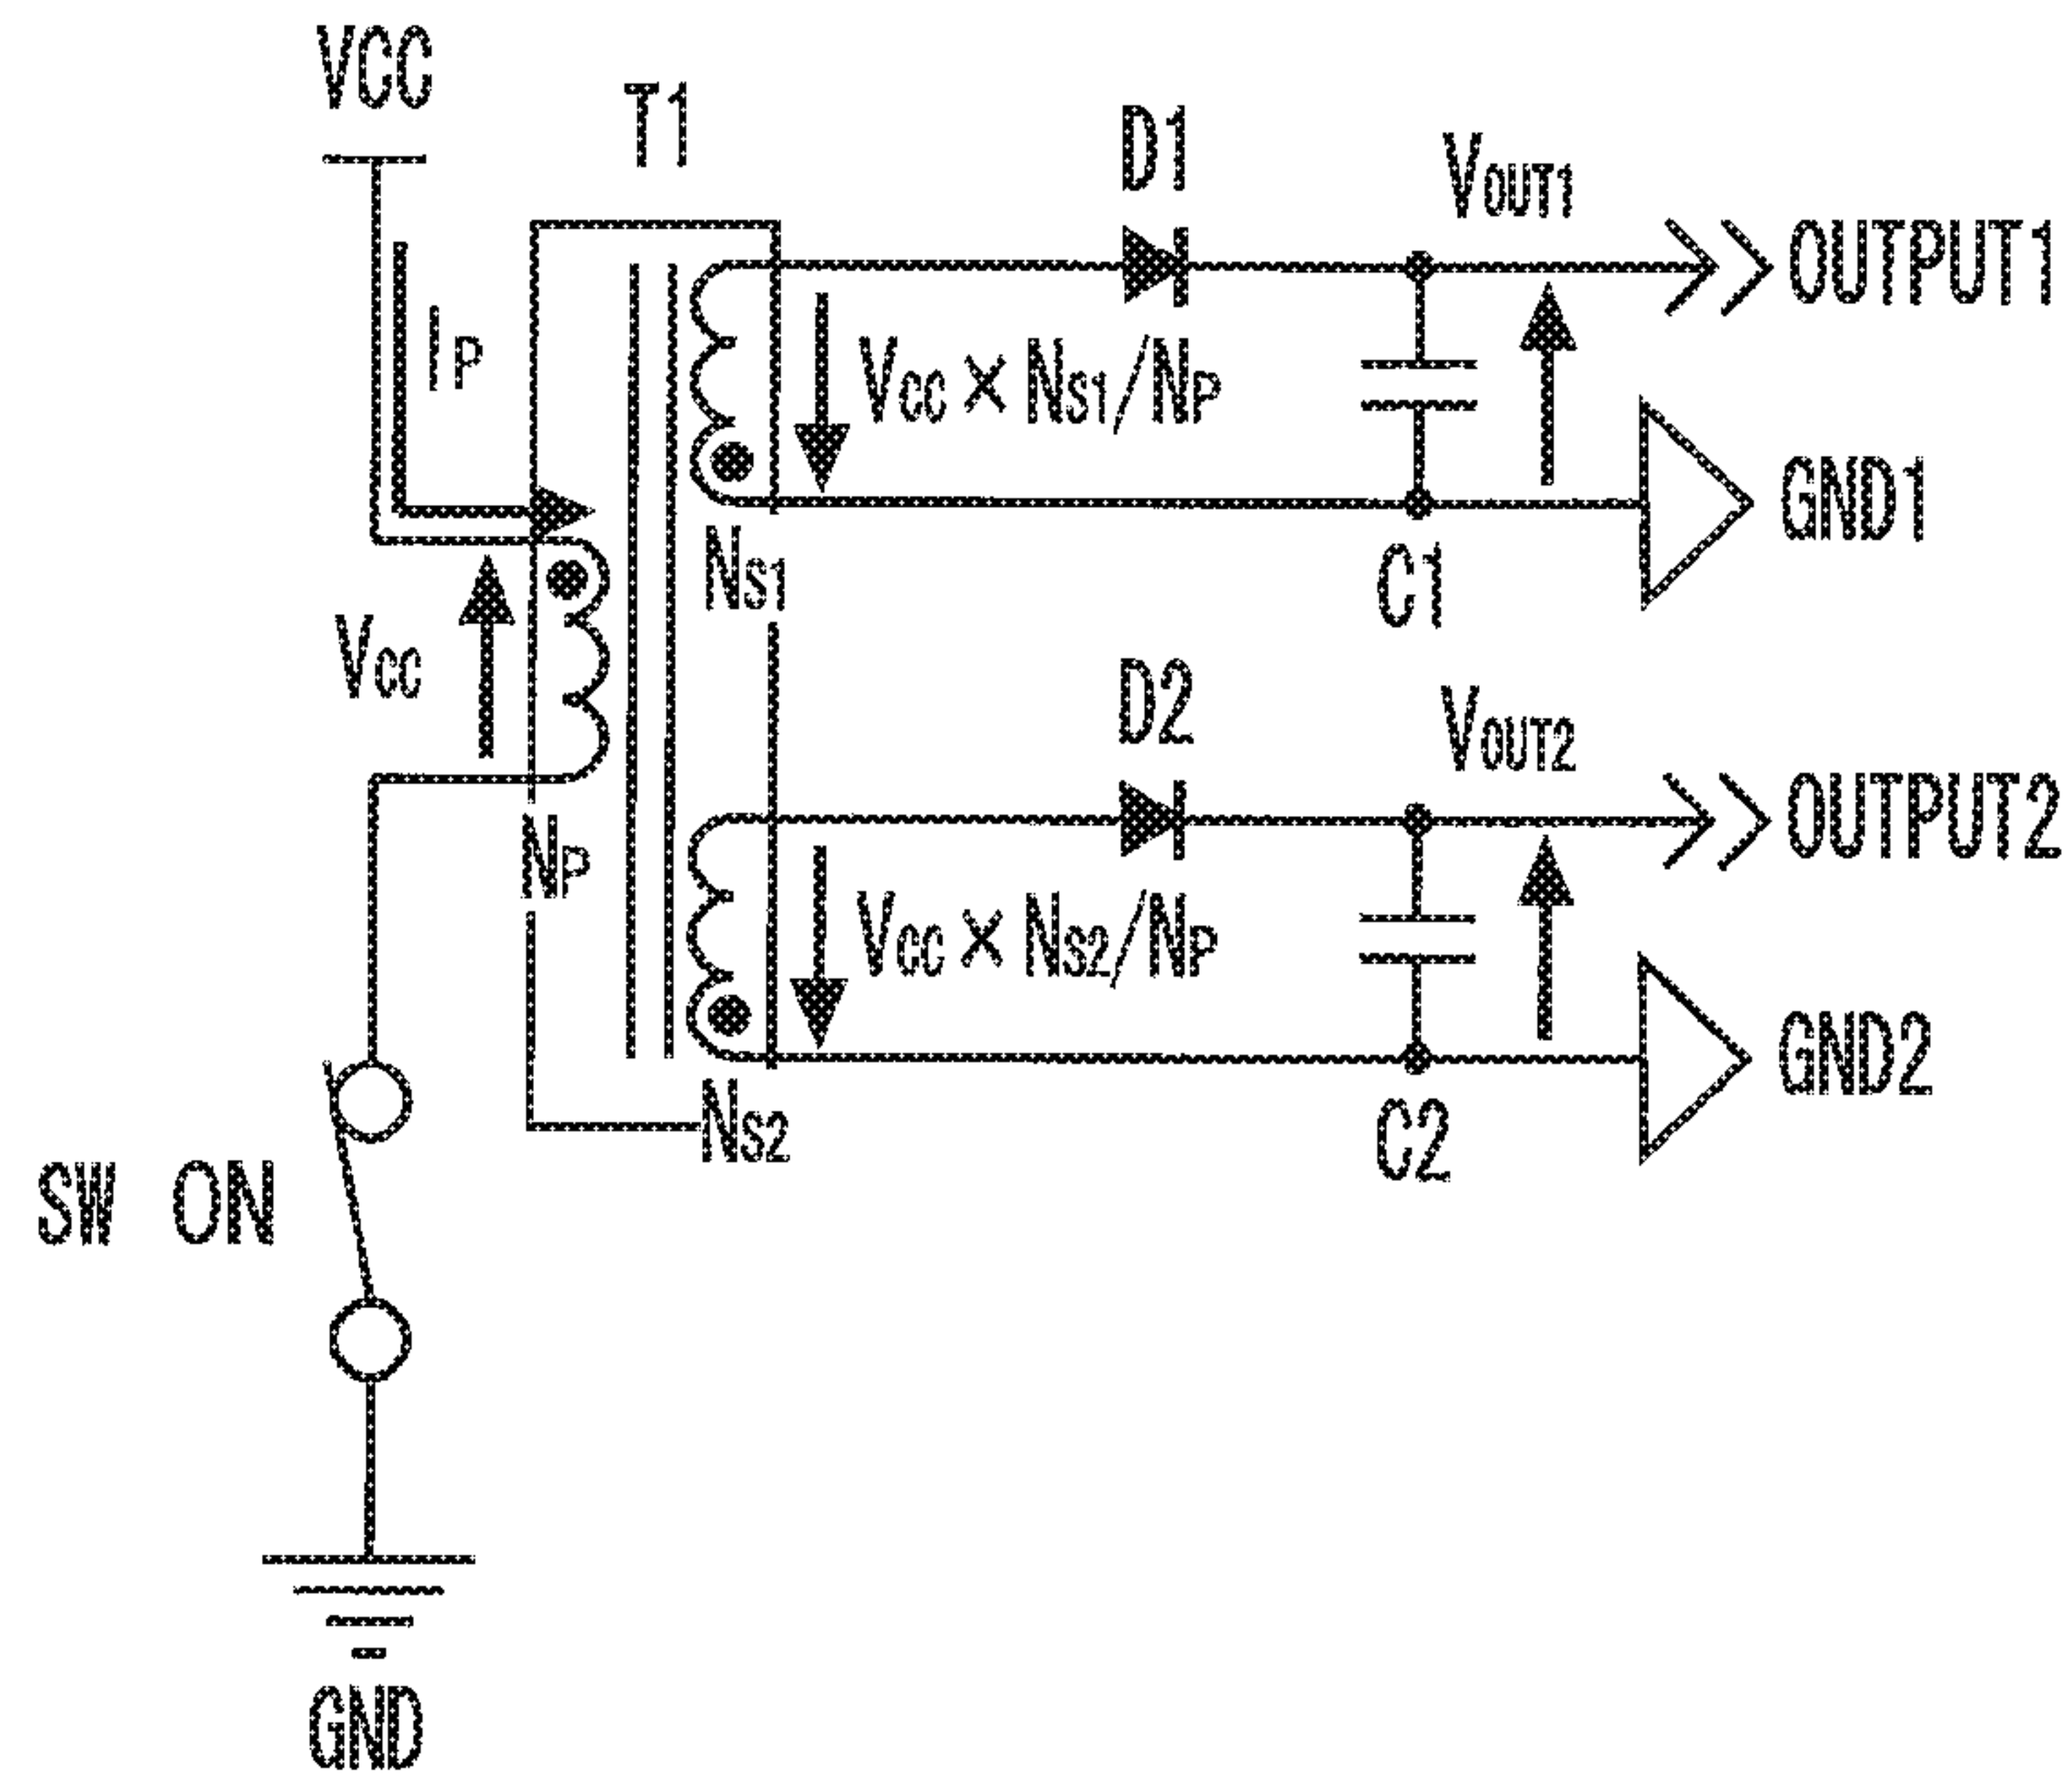 VCC
T1
D1
VOUT1
OUTPUT1
IP
VCC × NS1/NP
GND1
NS1
C1
VCC
D2
VOUT2
OUTPUT2
NP
VCC × NS2/NP
GND2
NS2
C2
SW ON
GND